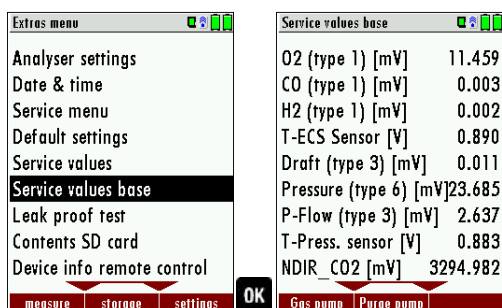 Extras menu
Analyser settings
Date & time
Service menu
Default settings
Service values
Service values base
Leak proof test
Contents SD card
Device info remote control
measure storage settings
OK
Service values base
O2 (type 1) [mV] 11.459
CO (type 1) [mV] 0.003
H2 (type 1) [mV] 0.002
T-ECS Sensor [V] 0.890
Draft (type 3) [mV] 0.011
Pressure (type 6) [mV]23.685
P-Flow (type 3) [mV] 2.637
T-Press. sensor [V] 0.883
NDIR_CO2 [mV] 3294.982
Gas pump Purge pump